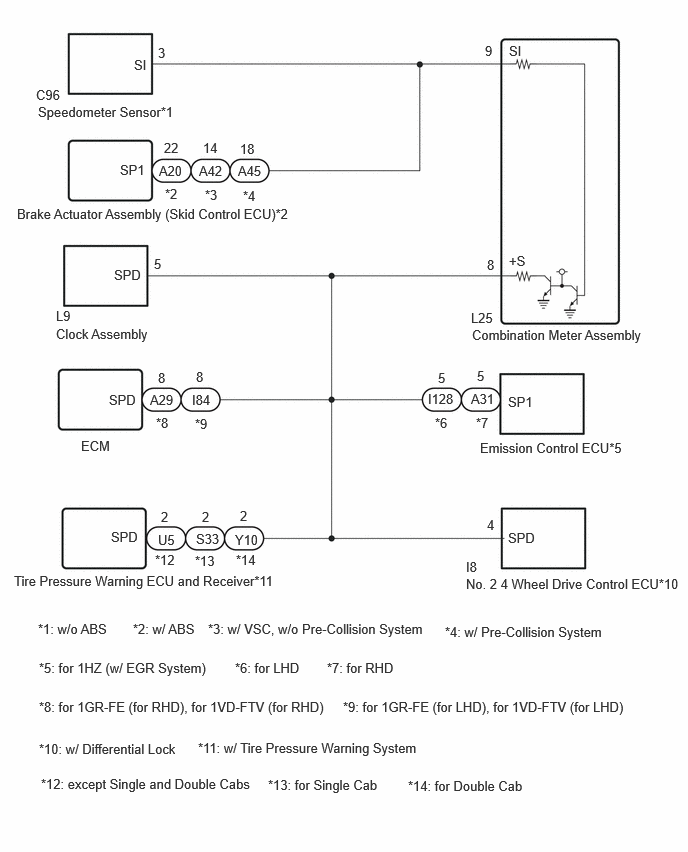 3
9
SI
SI
C96
Speedometer Sensor*1
22
14
18
SP1
A20
A42
A45
*2
*3
*4
Brake Actuator Assembly (Skid Control ECU)*2
5
8
+S
SPD
L9
Clock Assembly
L25
Combination Meter Assembly
8
8
5
5
SPD
A29
I84
I128
A31
SP1
*8
*9
*6
*7
ECM
Emission Control ECU*5
2
2
2
4
SPD
U5
S33
Y10
SPD
*12
*13
*14
I8
Tire Pressure Warning ECU and Receiver*11
No. 2 4 Wheel Drive Control ECU*10
*1: w/o ABS *2: w/ ABS *3: w/ VSC, w/o Pre-Collision System *4: w/ Pre-Collision System
*5: for 1HZ (w/ EGR System) *6: for LHD *7: for RHD
*8: for 1GR-FE (for RHD), for 1VD-FTV (for RHD) *9: for 1GR-FE (for LHD), for 1VD-FTV (for LHD)
*10: w/ Differential Lock *11: w/ Tire Pressure Warning System
*12: except Single and Double Cabs *13: for Single Cab *14: for Double Cab